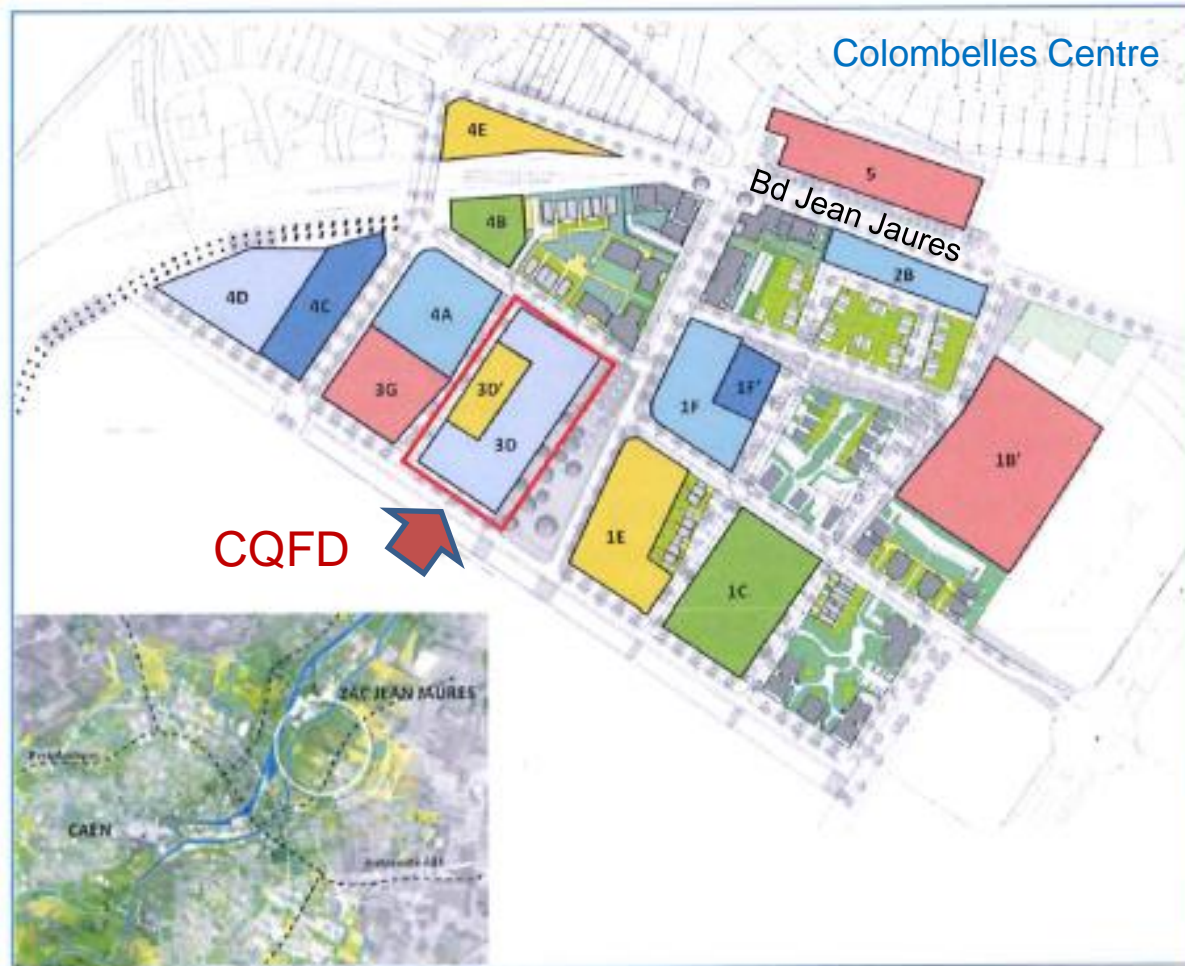 Colombelles Centre
4E
5
Bd Jean Jaures
4B
2B
4D
4C
4A
1F'
3G
3D'
1F
3D
1B'
CQFD
1E
1C
ZAC JEAN JAURES
CAEN